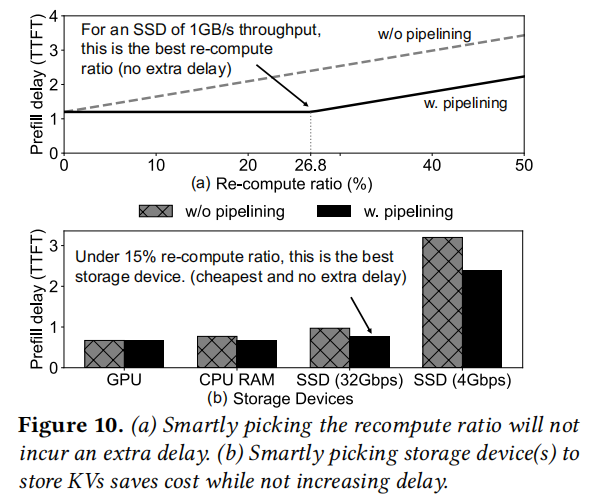 Prefill delay (TTFT)
4
3
2
1
0
For an SSD of 1GB/s throughput,
this is the best re-compute
ratio (no extra delay)
w/o pipelining
w. pipelining
0 10 20 26.8 40 50
(a) Re-compute ratio (%)
w/o pipelining w. pipelining
Prefill delay (TTFT)
3
2
1
0
Under 15% re-compute ratio, this is the best
storage device. (cheapest and no extra delay)
GPU CPU RAM SSD (32Gbps) SSD (4Gbps)
(b) Storage Devices
Figure 10. (a) Smartly picking the recompute ratio will not
incur an extra delay. (b) Smartly picking storage device(s) to
store KVs saves cost while not increasing delay.